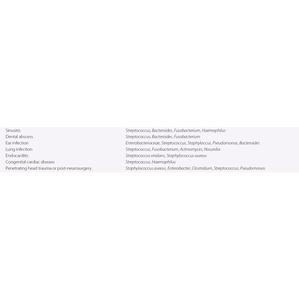 Sinusitis Streptococcus, Bacteroides, Fusobacterium, Haemophilus
Dental abscess Streptococcus, Bacteroides, Fusobacterium
Ear infection Enterobacteriaceae, Streptococcus, Staphylococcus, Pseudomonas, Bacteroides
Lung infection Streptococcus, Fusobacterium, Actinomyces, Nocardia
Endocarditis Streptococcus viridans, Staphylococcus aureus
Congenital cardiac disease Streptococcus, Haemophilus
Penetrating head trauma or post-neurosurgery Staphylococcus aureus, Enterobacter, Clostridium, Streptococcus, Pseudomonas